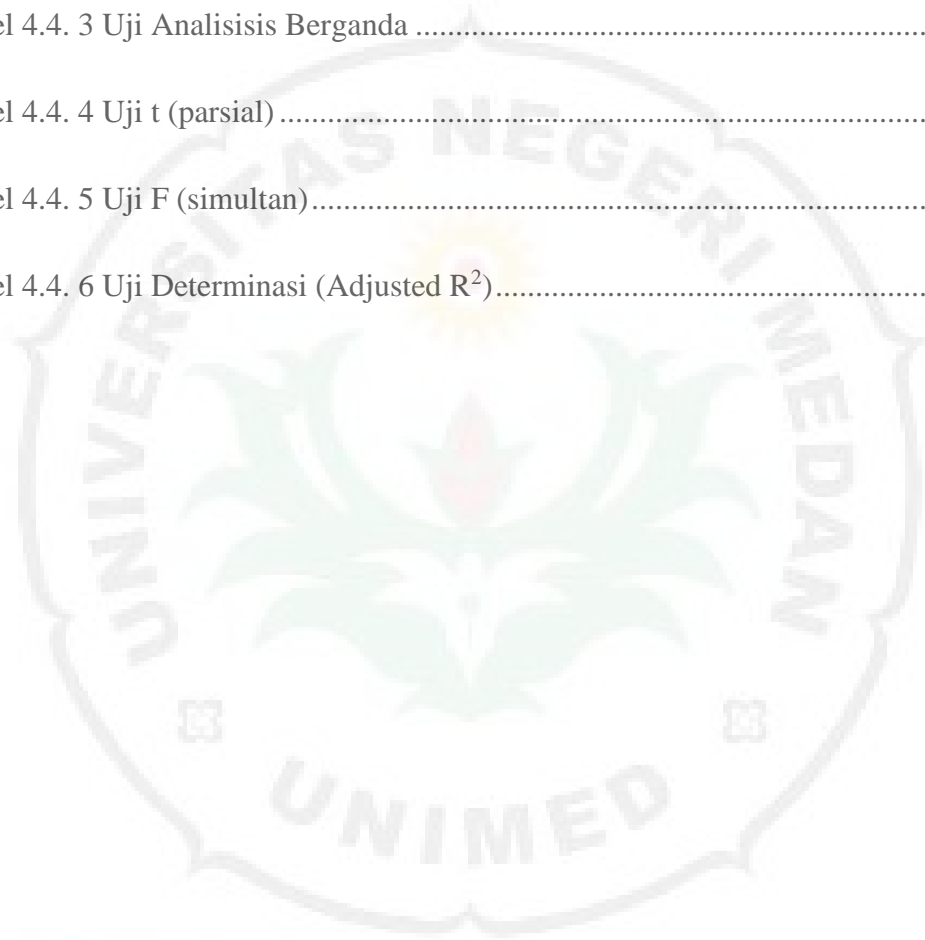 el 4.4. 3 Uji Analisisis Berganda ................................................................
el 4.4. 4 Uji t (parsial) ................................................................................
el 4.4. 5 Uji F (simultan)............................................................................
el 4.4. 6 Uji Determinasi (Adjusted R²).....................................................
UNIVERSITAS NEGERI MEDAN
UNIMED